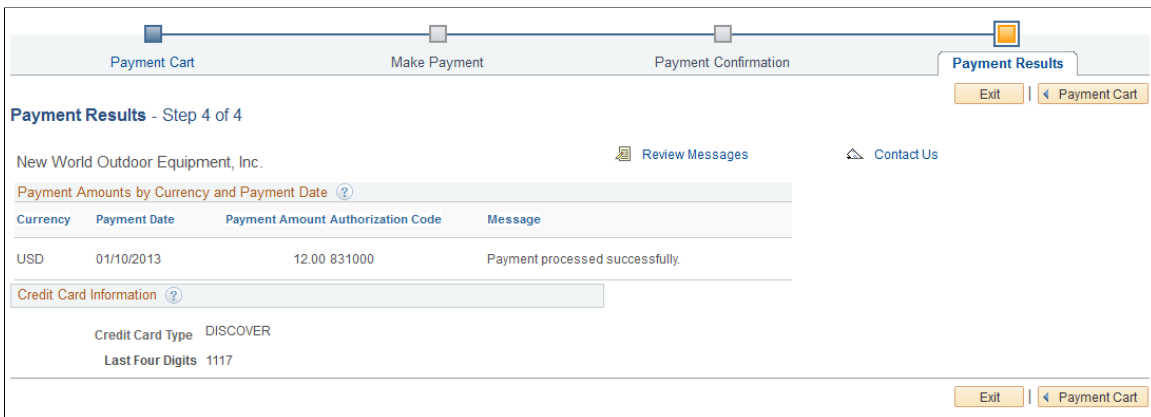 Payment Cart Make Payment Payment Confirmation Payment Results
Exit | Payment Cart
Payment Results - Step 4 of 4
New World Outdoor Equipment, Inc. Review Messages Contact Us
Payment Amounts by Currency and Payment Date ?
Currency Payment Date Payment Amount Authorization Code Message
USD 01/10/2013 12.00 831000 Payment processed successfully.
Credit Card Information ?
Credit Card Type DISCOVER
Last Four Digits 1117
Exit | Payment Cart